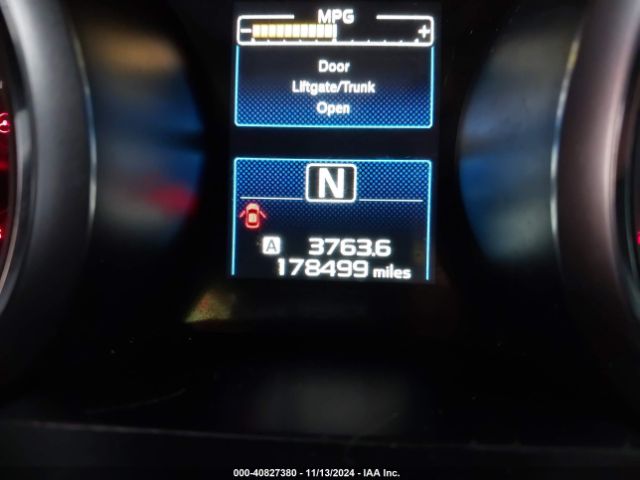 MPG
- +
Door
Liftgate/Trunk
Open
N
A 3763.6
178499 miles
000-40827380 - 11/13/2024 - IAA Inc.